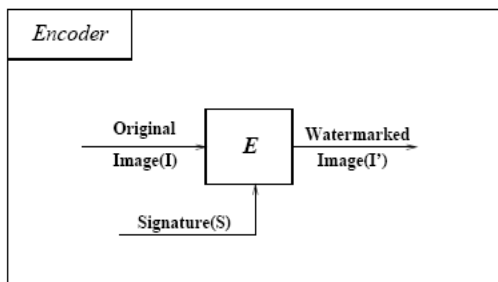 Encoder
Original
Image(I)
E
Watermarked
Image(I')
Signature(S)